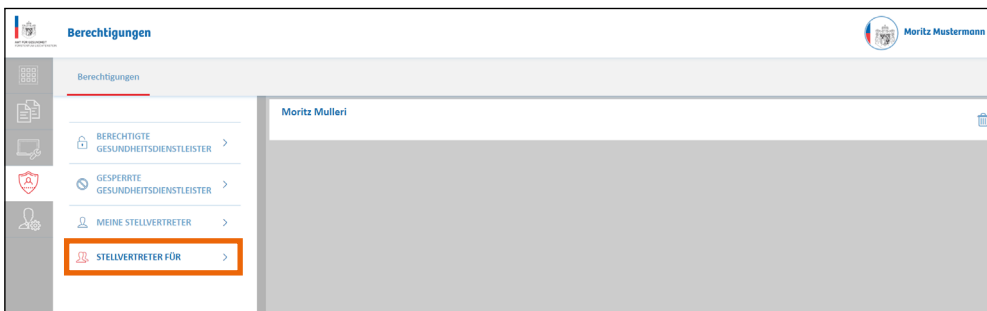 Berechtigungen
Moritz Mustermann
Berechtigungen
Moritz Mulleri
BERECHTIGTE
GESUNDHEITSDIENSTLEISTER
GESPERRTE
GESUNDHEITSDIENSTLEISTER
MEINE STELLVERTRETER
STELLVERTRETER FÜR